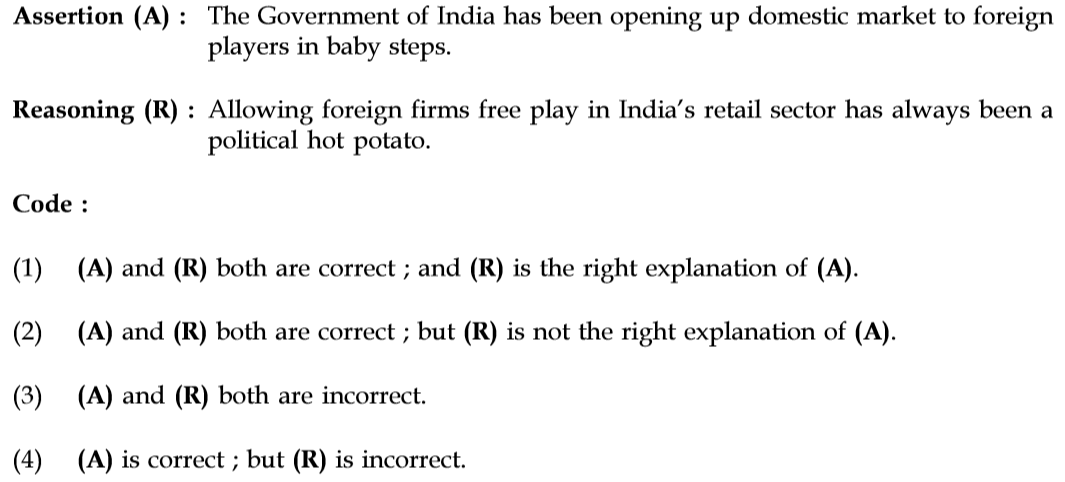 Assertion (A) : The Government of India has been opening up domestic market to foreign
players in baby steps.
Reasoning (R) : Allowing foreign firms free play in India's retail sector has always been a
political hot potato.
Code :
(1) (A) and (R) both are correct ; and (R) is the right explanation of (A).
(2) (A) and (R) both are correct ; but (R) is not the right explanation of (A).
(3) (A) and (R) both are incorrect.
(4) (A) is correct ; but (R) is incorrect.